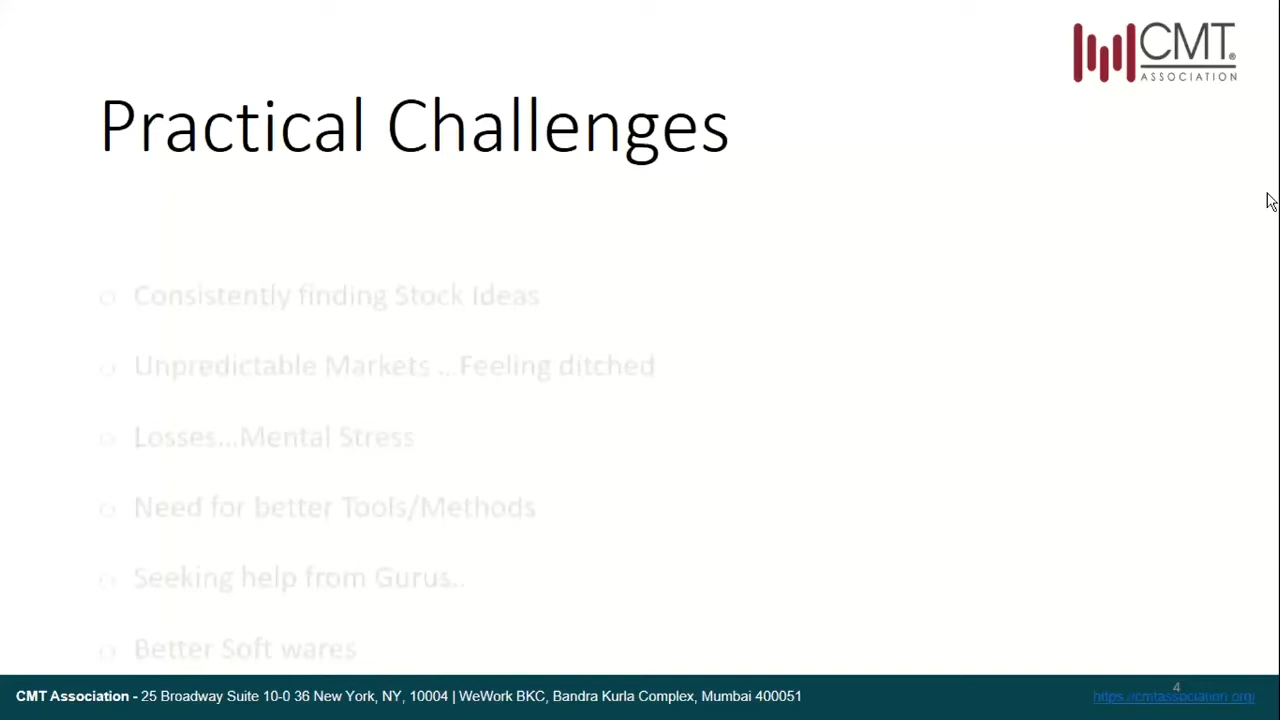 CMT®
ASSOCIATION
Practical Challenges
Consistently finding Stock Ideas
Unpredictable Markets ...Feeling ditched
Losses...Mental Stress
Need for better Tools/Methods
Seeking help from Gurus..
Better Soft wares
CMT Association - 25 Broadway Suite 10-0 36 New York, NY, 10004 | WeWork BKC, Bandra Kurla Complex, Mumbai 400051
4
https://cmtassociation.org/